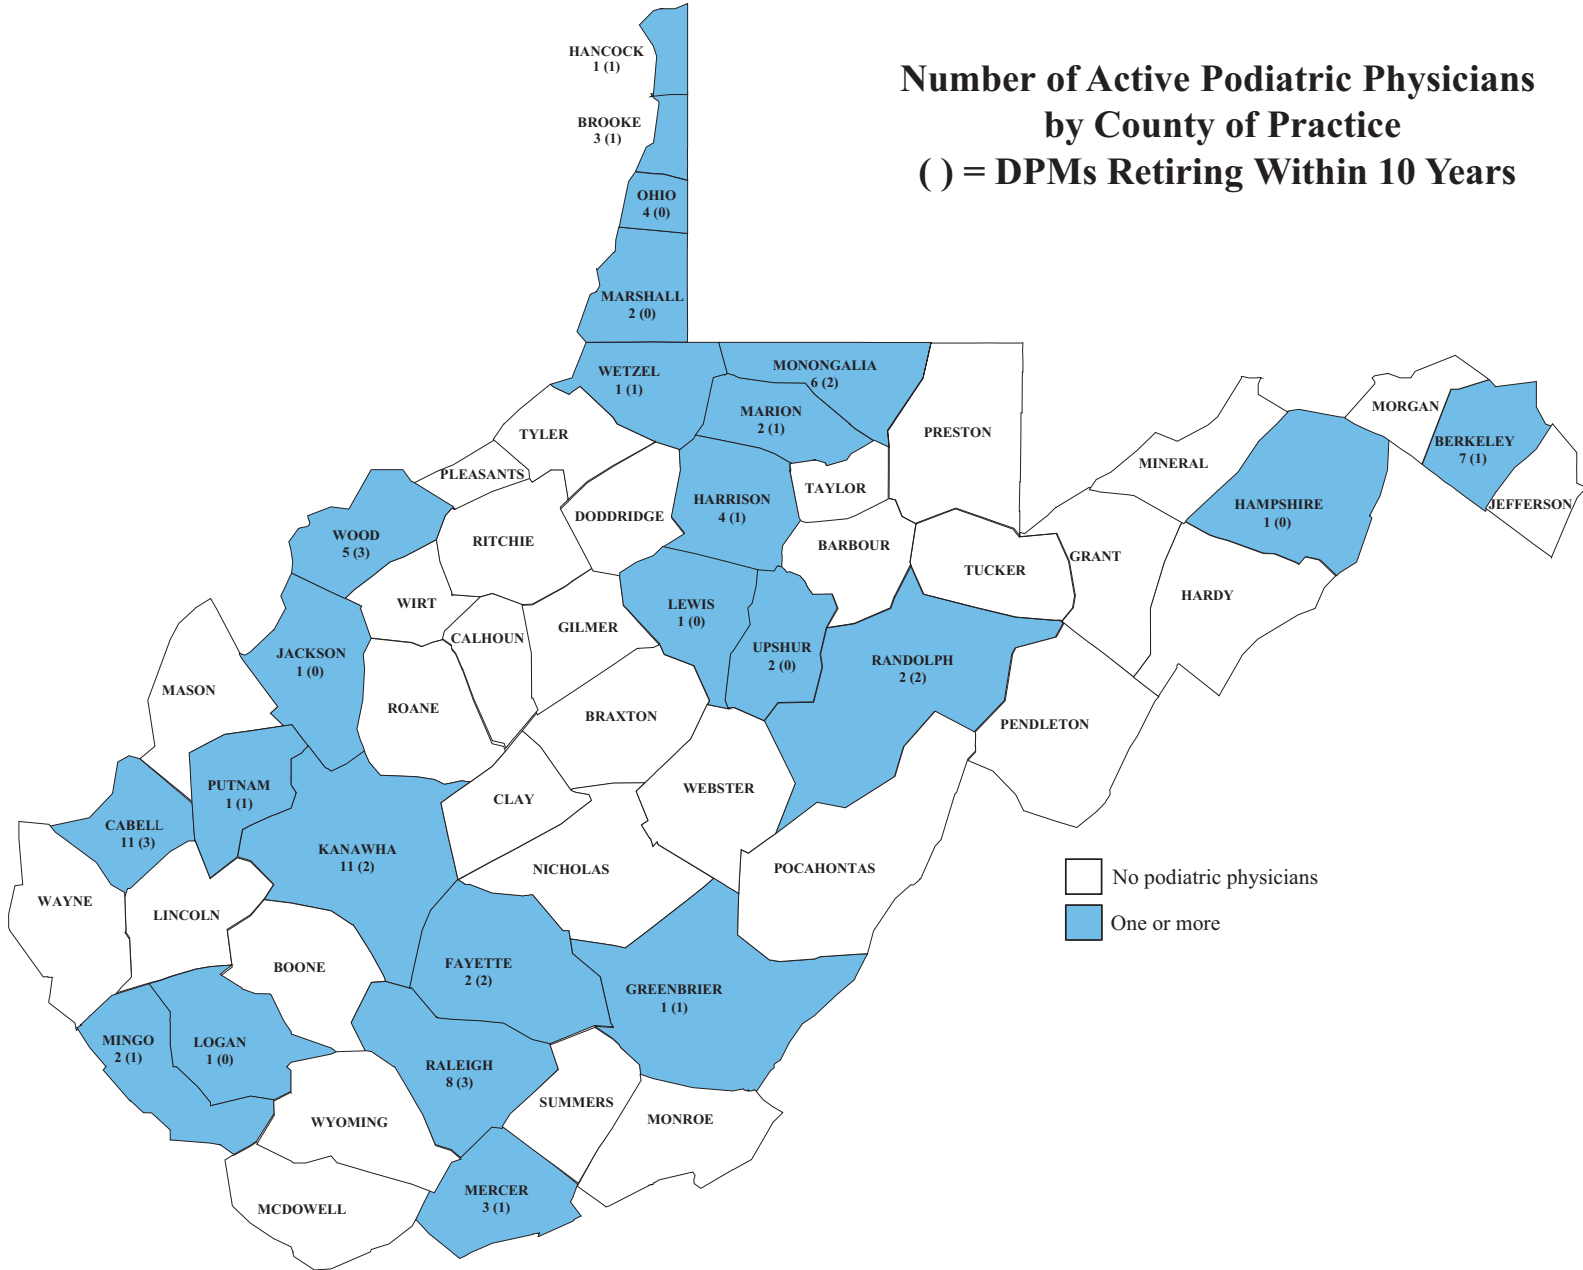 Number of Active Podiatric Physicians
by County of Practice
( ) = DPMs Retiring Within 10 Years
HANCOCK
1 (1)
BROOKE
3 (1)
OHIO
4 (0)
MARSHALL
2 (0)
WETZEL
1 (1)
MONONGALIA
6 (2)
MARION
2 (1)
PRESTON
MORGAN
BERKELEY
7 (1)
JEFFERSON
MINERAL
HAMPSHIRE
1 (0)
TYLER
PLEASANTS
TAYLOR
HARRISON
4 (1)
DODDRIDGE
RITCHIE
WOOD
5 (3)
BARBOUR
TUCKER
GRANT
HARDY
WIRT
CALHOUN
GILMER
LEWIS
1 (0)
UPSHUR
2 (0)
RANDOLPH
2 (2)
JACKSON
1 (0)
MASON
ROANE
BRAXTON
PENDLETON
PUTNAM
1 (1)
CLAY
WEBSTER
CABELL
11 (3)
KANAWHA
11 (2)
NICHOLAS
POCAHONTAS
No podiatric physicians
One or more
WAYNE
LINCOLN
BOONE
FAYETTE
2 (2)
GREENBRIER
1 (1)
MINGO
2 (1)
LOGAN
1 (0)
RALEIGH
8 (3)
SUMMERS
MONROE
WYOMING
MERCER
3 (1)
MCDOWELL